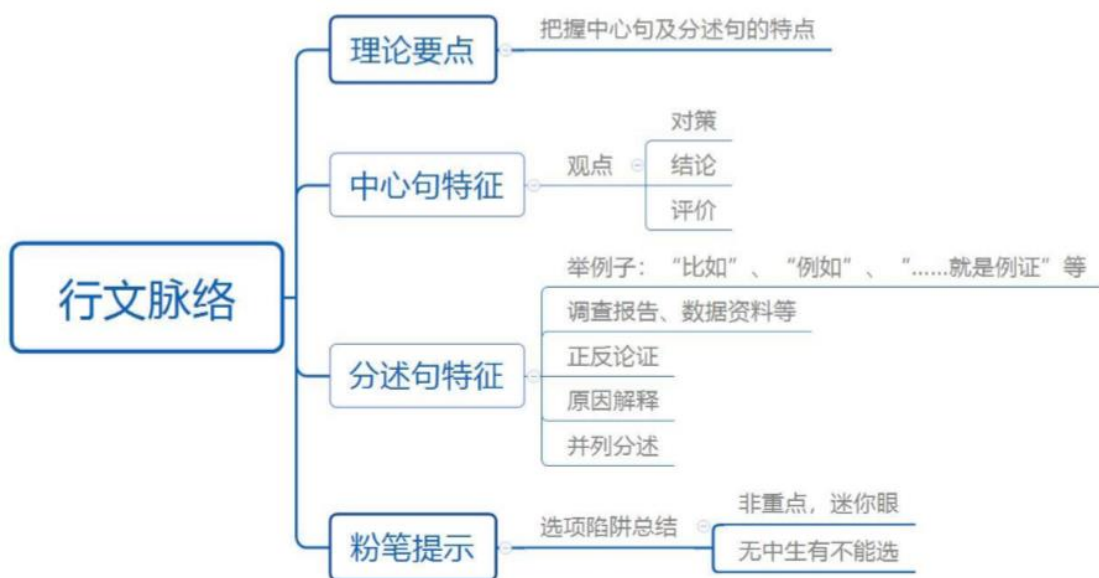 行文脉络
理论要点
把握中心句及分述句的特点
中心句特征
观点
对策
结论
评价
分述句特征
举例子：“比如”、“例如”、“……就是例证”等
调查报告、数据资料等
正反论证
原因解释
并列分述
粉笔提示
选项陷阱总结
非重点，迷你眼
无中生有不能选